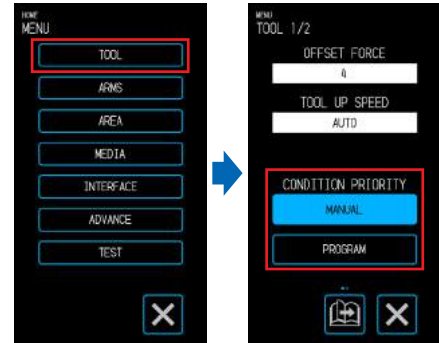 HOME
MENU
TOOL
ARMS
AREA
MEDIA
INTERFACE
ADVANCE
TEST
MENU
TOOL 1/2
OFFSET FORCE
4
TOOL UP SPEED
AUTO
CONDITION PRIORITY
MANUAL
PROGRAM